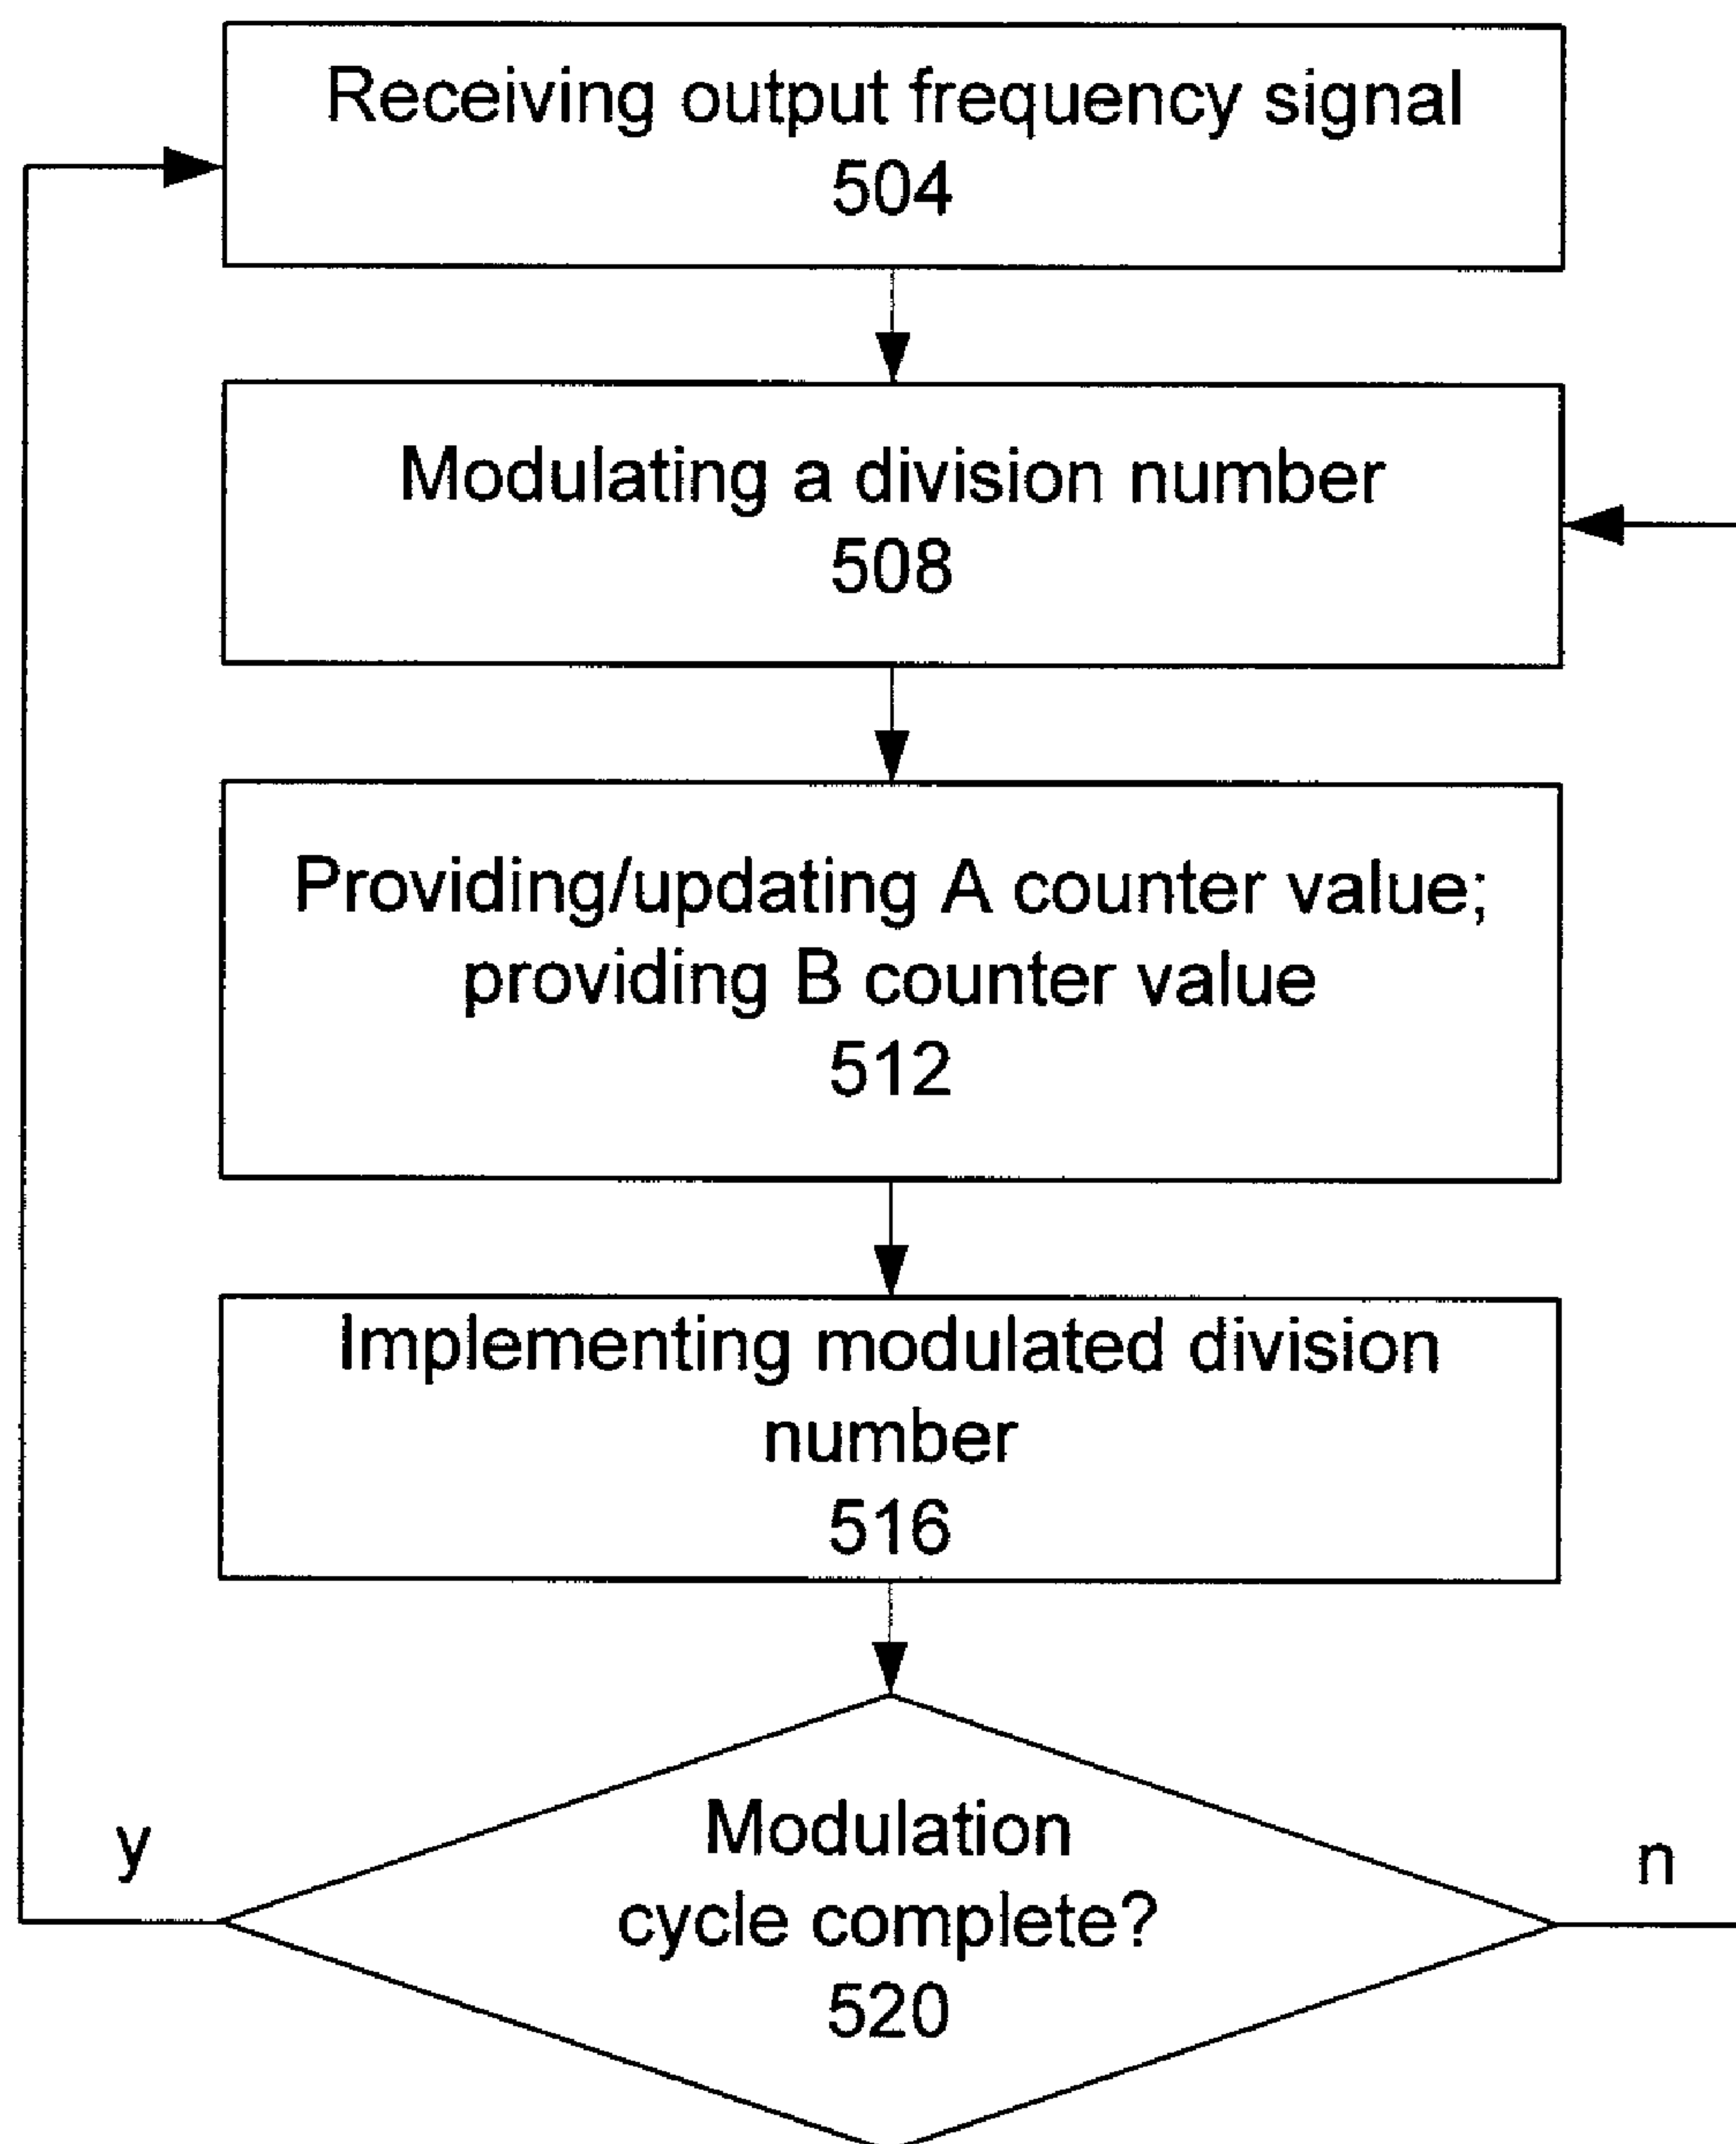 Receiving output frequency signal
504
Modulating a division number
508
Providing/updating A counter value;
providing B counter value
512
Implementing modulated division
number
516
Modulation
cycle complete?
520
y
n